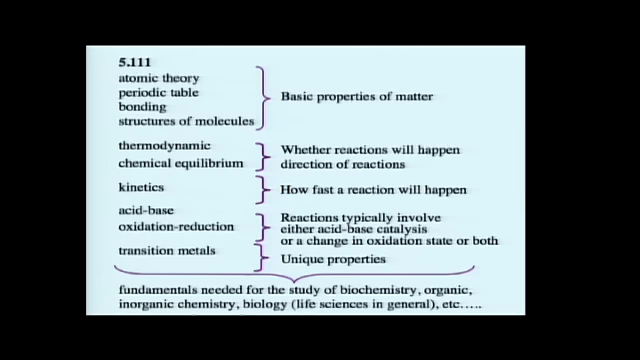 5.111
atomic theory
periodic table
bonding
structures of molecules
Basic properties of matter
thermodynamic
chemical equilibrium
Whether reactions will happen
direction of reactions
kinetics
How fast a reaction will happen
acid-base
oxidation-reduction
Reactions typically involve
either acid-base catalysis
or a change in oxidation state or both
transition metals
Unique properties
fundamentals needed for the study of biochemistry, organic,
inorganic chemistry, biology (life sciences in general), etc.....